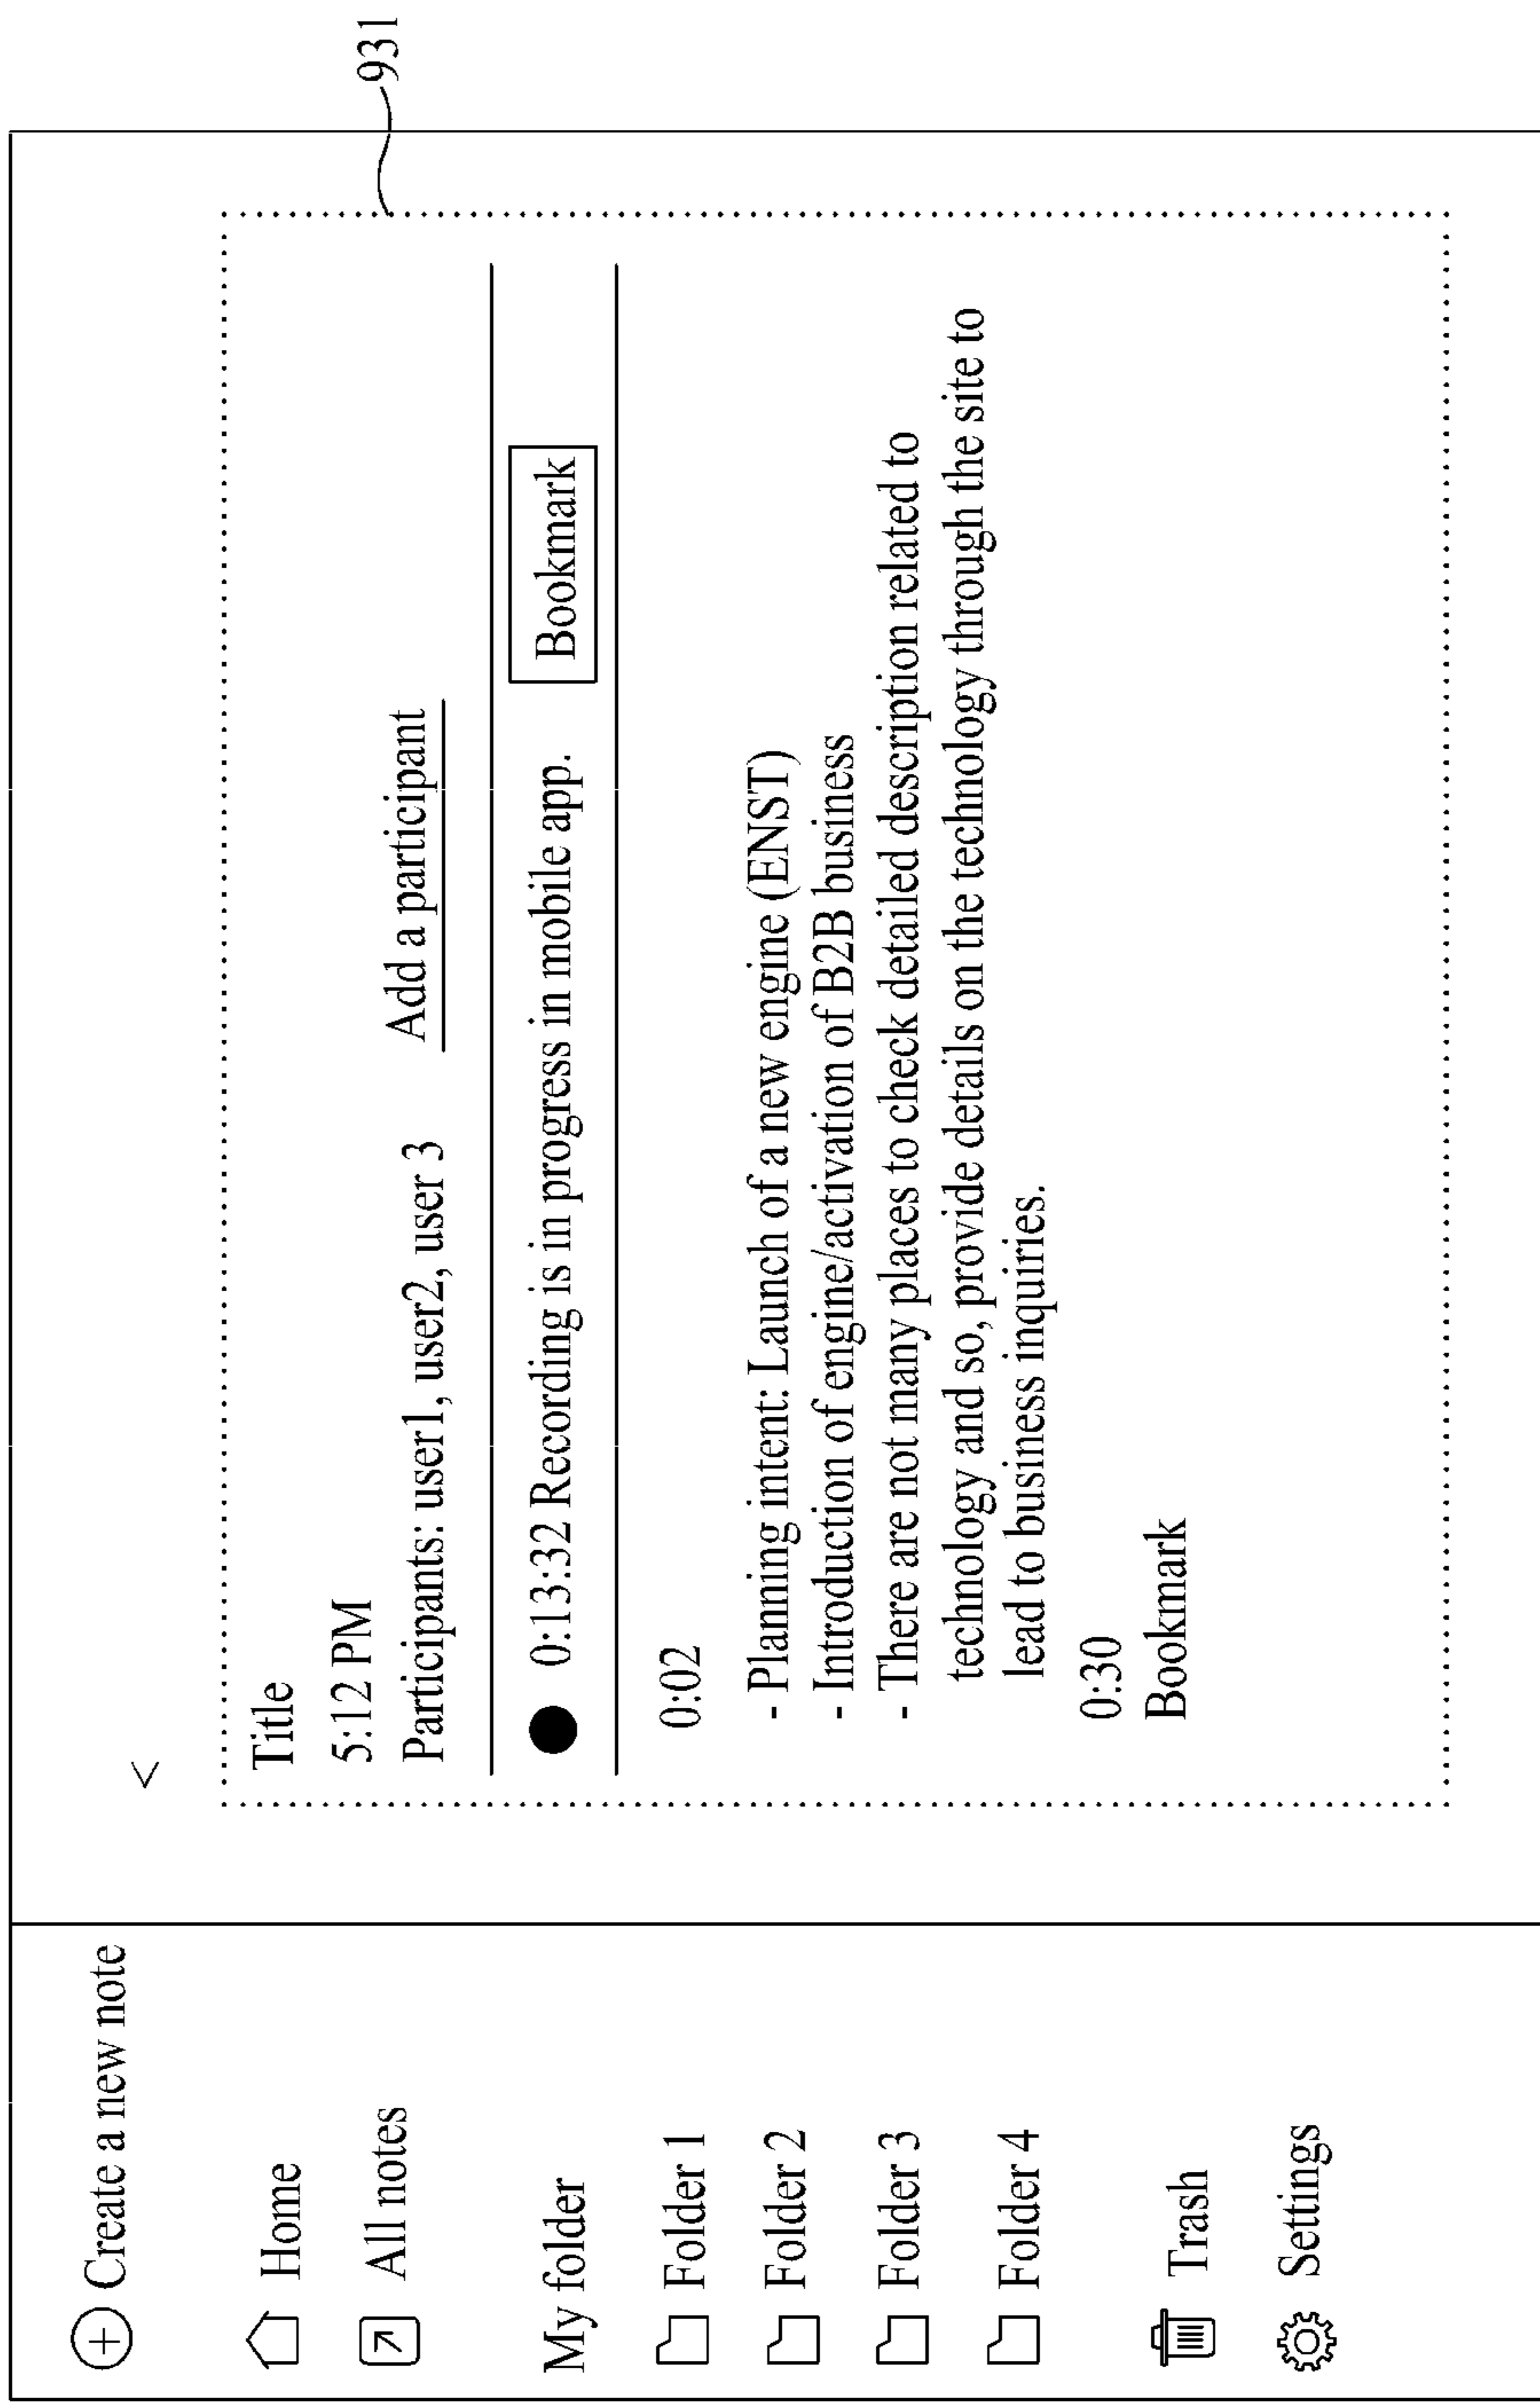 Create a new note
Home
All notes
My folder
Folder 1
Folder 2
Folder 3
Folder 4
Trash
Settings
<
Title
5:12 PM
Participants: user1, user2, user 3 Add a participant
0:13:32 Recording is in progress in mobile app. Bookmark
0:02
- Planning intent: Launch of a new engine (ENST)
- Introduction of engine/activation of B2B business
- There are not many places to check detailed description related to
technology and so, provide details on the technology through the site to
lead to business inquiries.
0:30
Bookmark
931